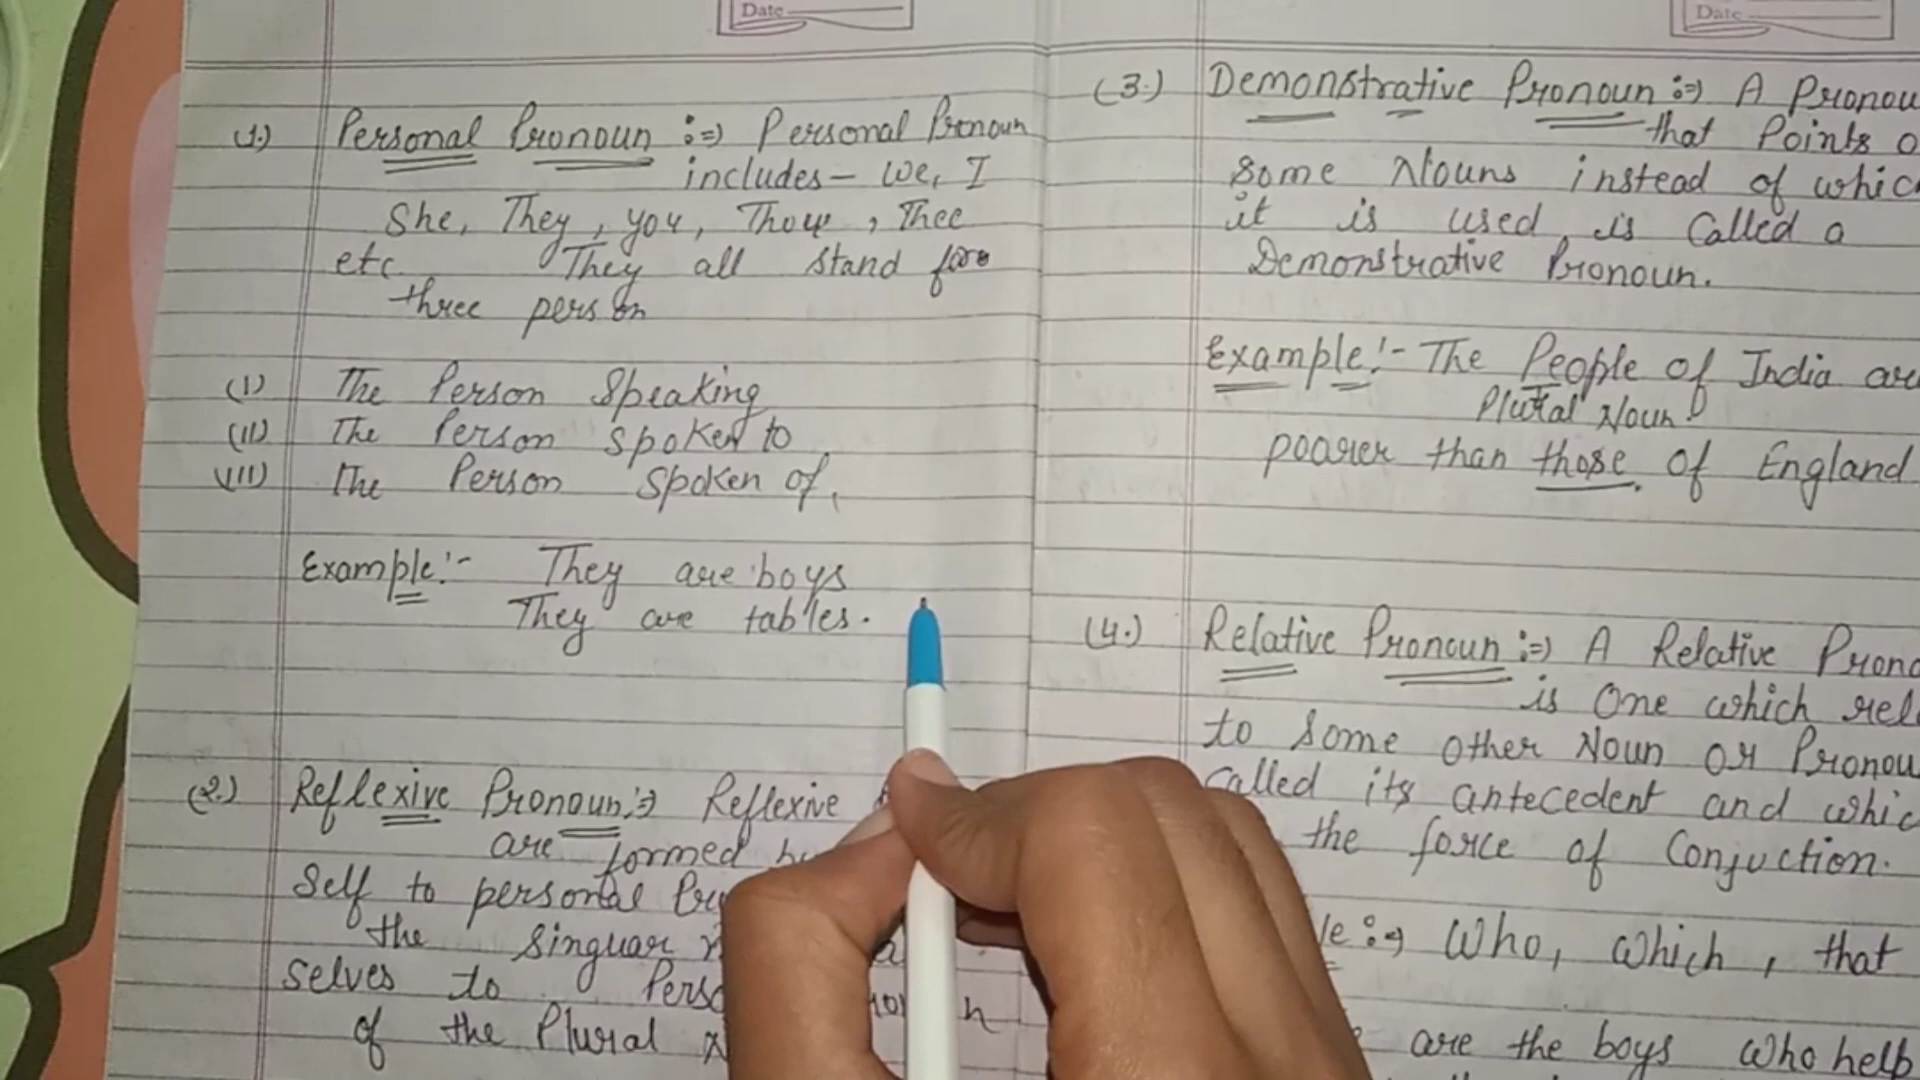 Date
(1.) Personal Pronoun :=> Personal Pronoun
includes - We, I
She, They, you, Thou, Thee
etc They all stand for
three person
(I) The Person Speaking
(II) The Person Spoken to
(III) The Person Spoken of,
Example:- They are boys
They are tables.
(2.) Reflexive Pronoun:=> Reflexive
are formed
Self to personal
the Singuar
Selves to
of the Plural
Date
(3.) Demonstrative Pronoun :=> A Pronou
that Points o
Some Nouns instead of whic
it is used, is Called a
Demonstrative Pronoun.
Example:- The People of India are
Plural Noun
poorer than those of England
(4.) Relative Pronoun :=> A Relative Prono
is One which rel
to some other Noun or Pronou
Called its antecedent and whic
the force of Conjuction.
le :=> Who, which, that
are the boys who help